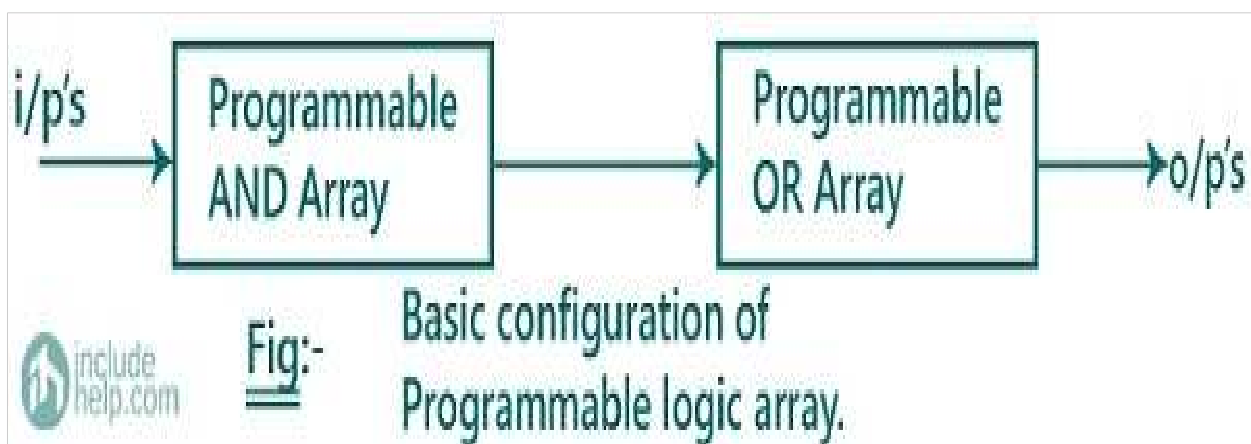 i/p's
Programmable
AND Array
Programmable
OR Array
o/p's
include
help.com
Fig:-
Basic configuration of
Programmable logic array.